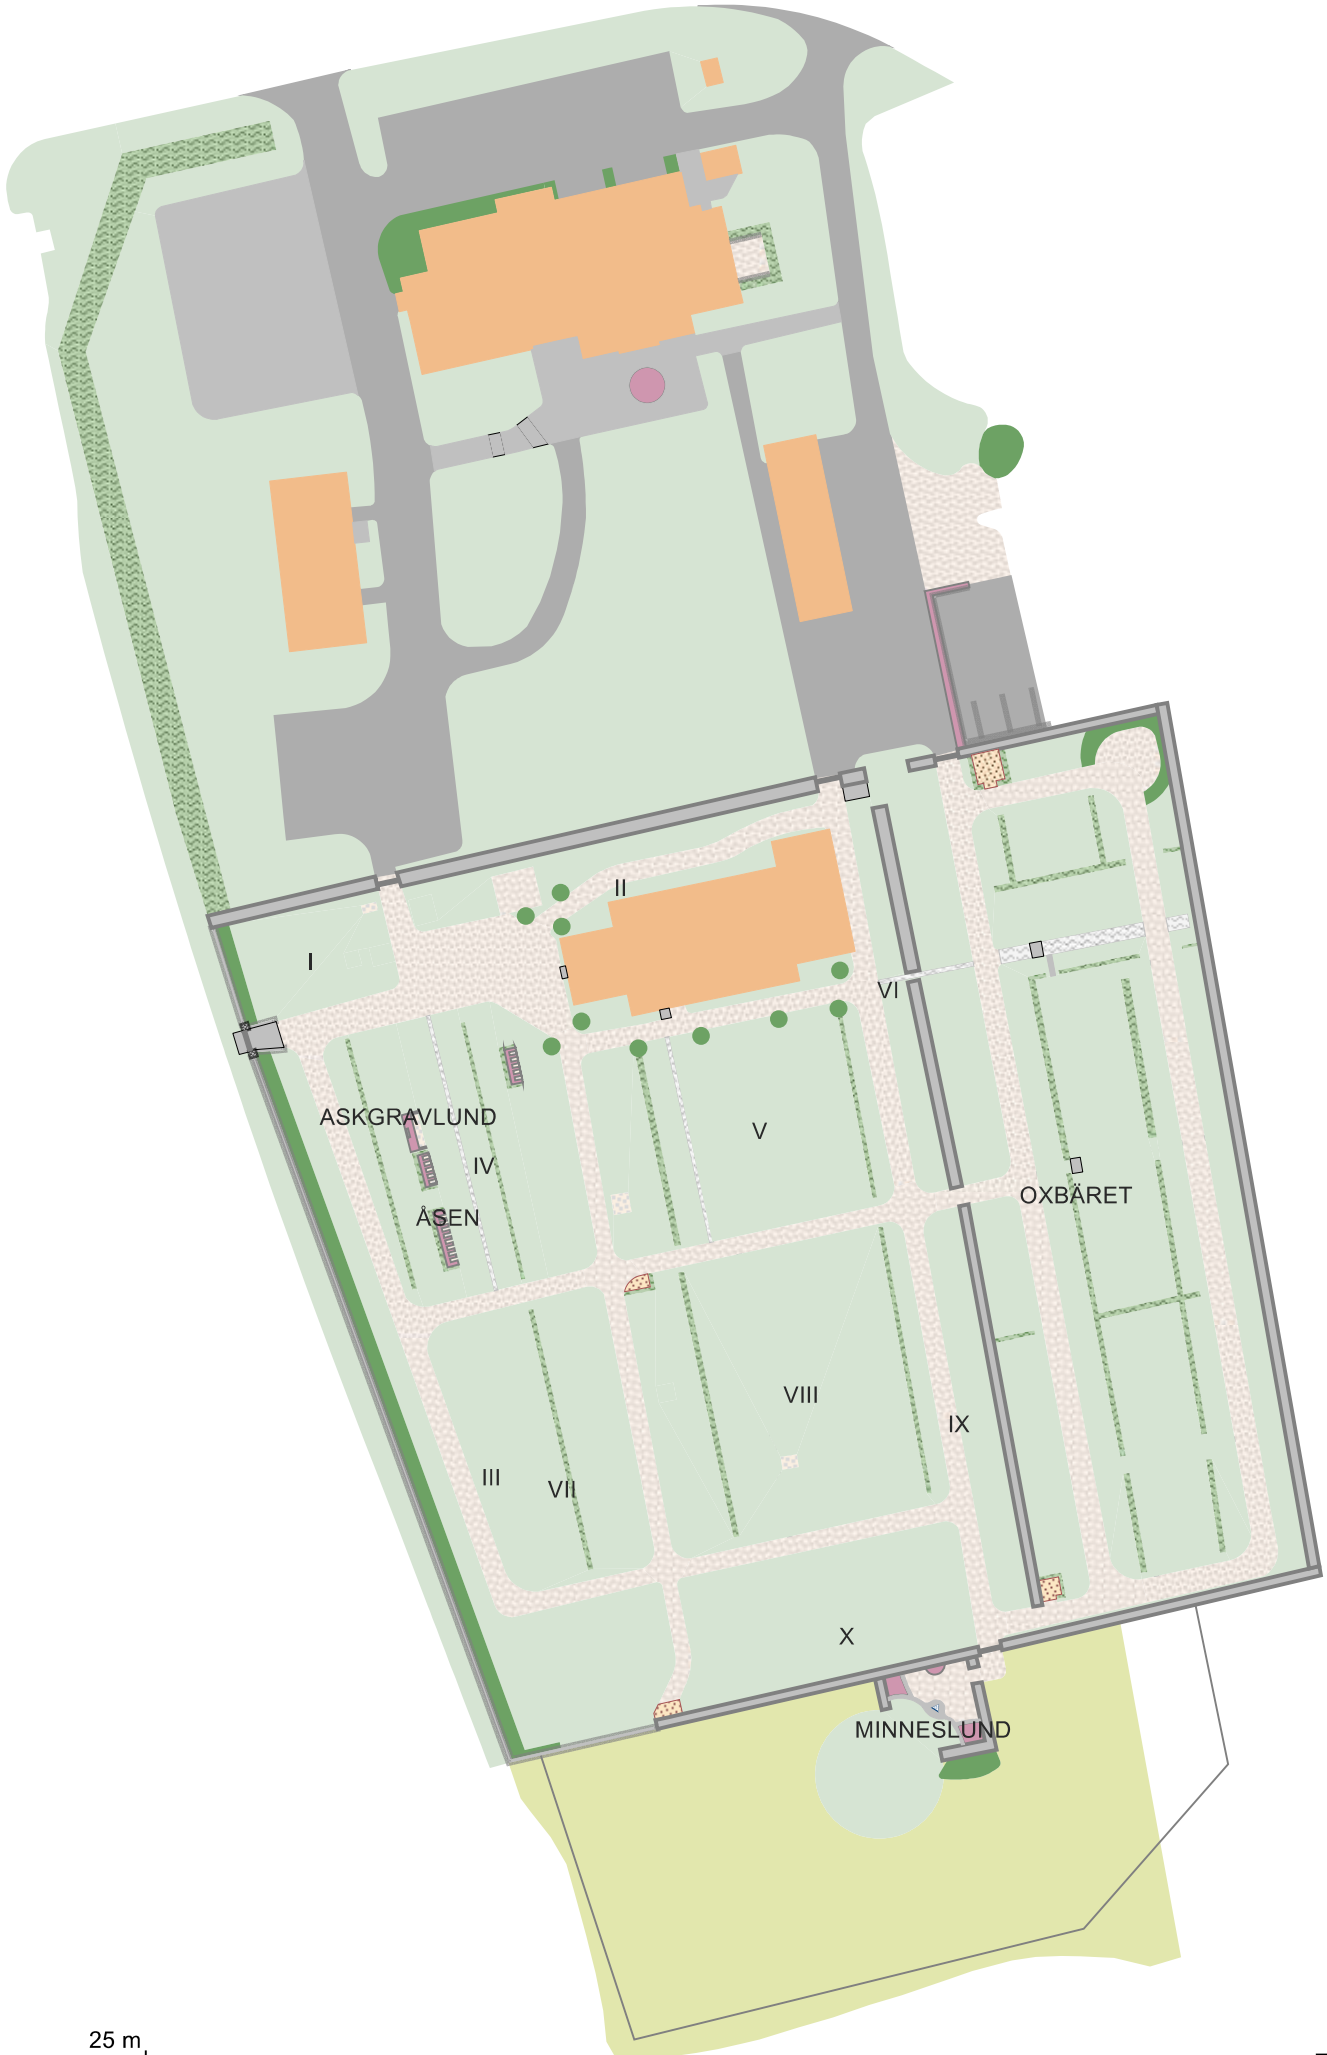 II
I
VI
ASKGRAVLUND
V
IV
OXBÄRET
ÅSEN
VIII
IX
III
VII
X
MINNESLUND
25 m